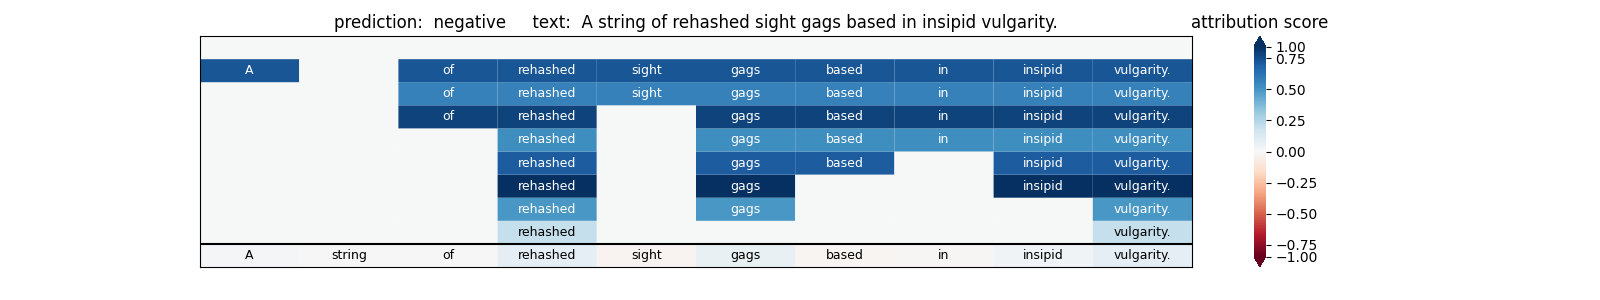 prediction: negative text: A string of rehashed sight gags based in insipid vulgarity. attribution score
A of rehashed sight gags based in insipid vulgarity.
of rehashed sight gags based in insipid vulgarity.
of rehashed gags based in insipid vulgarity.
rehashed gags based in insipid vulgarity.
rehashed gags based insipid vulgarity.
rehashed gags insipid vulgarity.
rehashed gags vulgarity.
rehashed vulgarity.
A string of rehashed sight gags based in insipid vulgarity.
1.00
0.75
0.50
0.25
0.00
−0.25
−0.50
−0.75
−1.00